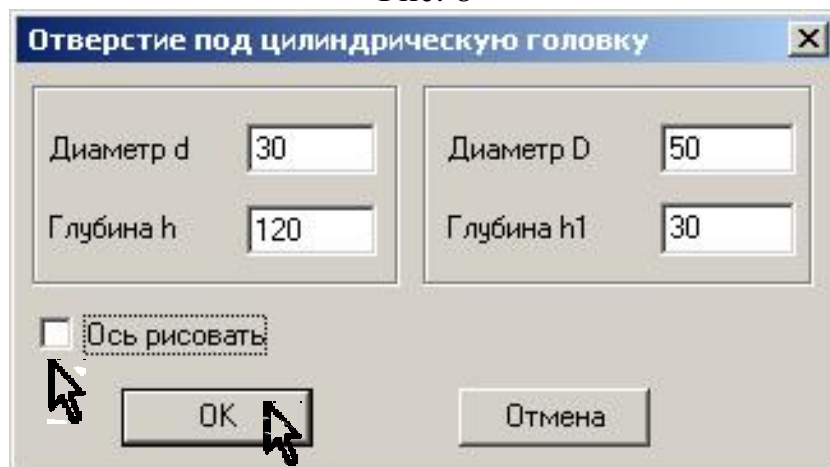 Отверстие под цилиндрическую головку
Диаметр d 30 Диаметр D 50
Глубина h 120 Глубина h1 30
Ось рисовать
OK Отмена